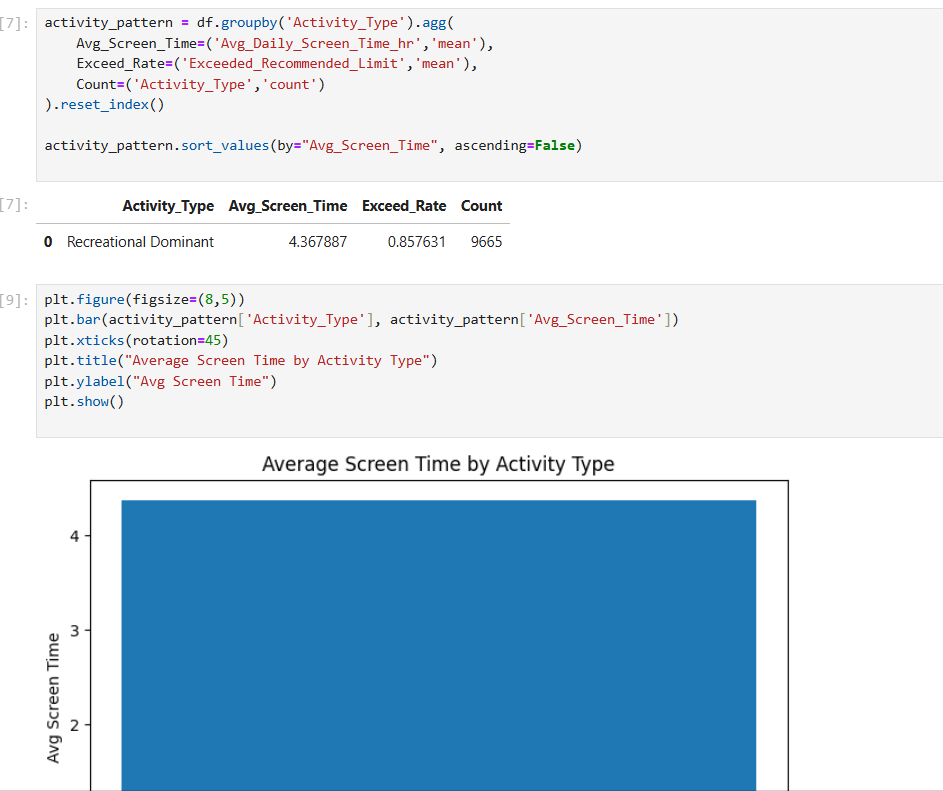 [7]: activity_pattern = df.groupby('Activity_Type').agg(
    Avg_Screen_Time=('Avg_Daily_Screen_Time_hr','mean'),
    Exceed_Rate=('Exceeded_Recommended_Limit','mean'),
    Count=('Activity_Type','count')
).reset_index()

activity_pattern.sort_values(by="Avg_Screen_Time", ascending=False)
[7]:
Activity_Type Avg_Screen_Time Exceed_Rate Count
0 Recreational Dominant 4.367887 0.857631 9665
[9]: plt.figure(figsize=(8,5))
plt.bar(activity_pattern['Activity_Type'], activity_pattern['Avg_Screen_Time'])
plt.xticks(rotation=45)
plt.title("Average Screen Time by Activity Type")
plt.ylabel("Avg Screen Time")
plt.show()
Average Screen Time by Activity Type
4
3
2
Avg Screen Time